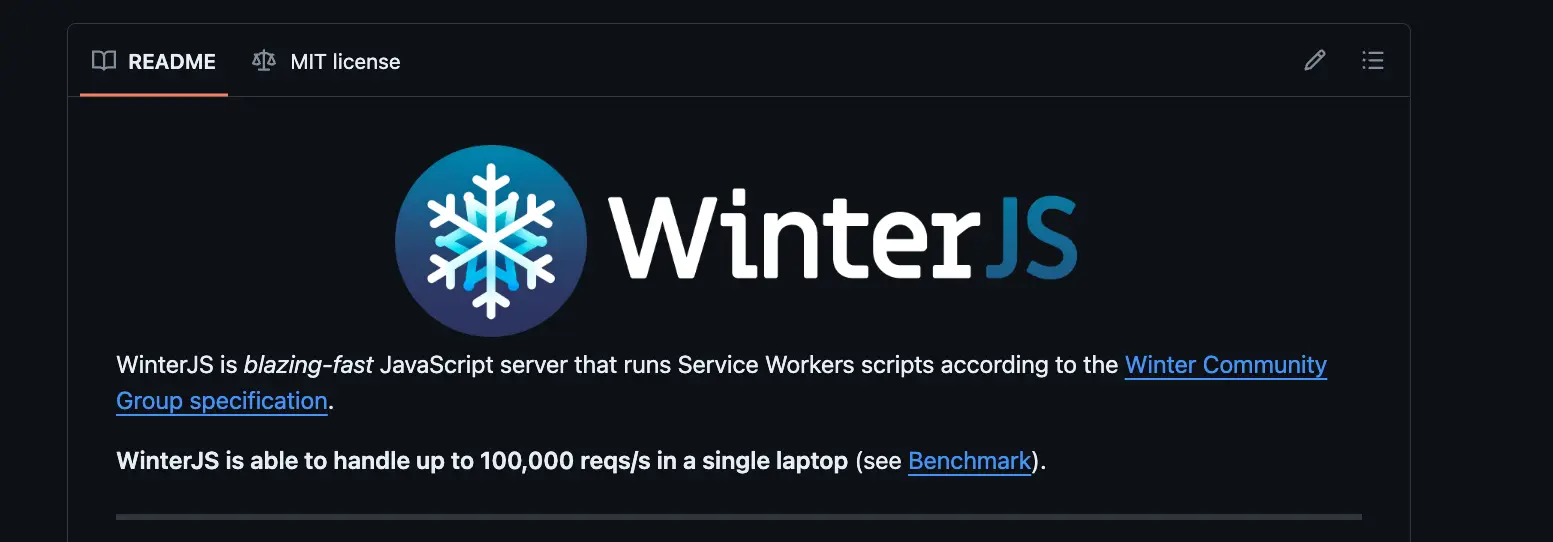 README MIT license
WinterJS
WinterJS is blazing-fast JavaScript server that runs Service Workers scripts according to the Winter Community
Group specification.
WinterJS is able to handle up to 100,000 reqs/s in a single laptop (see Benchmark).